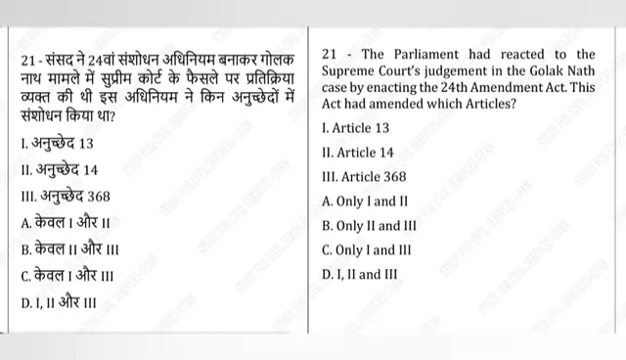 21 - संसद ने 24वां संशोधन अधिनियम बनाकर गोलक
नाथ मामले में सुप्रीम कोर्ट के फैसले पर प्रतिक्रिया
व्यक्त की थी इस अधिनियम ने किन अनुच्छेदों में
संशोधन किया था?
I. अनुच्छेद 13
II. अनुच्छेद 14
III. अनुच्छेद 368
A. केवल I और II
B. केवल II और III
C. केवल I और III
D. I, II और III
21 - The Parliament had reacted to the
Supreme Court's judgement in the Golak Nath
case by enacting the 24th Amendment Act. This
Act had amended which Articles?
I. Article 13
II. Article 14
III. Article 368
A. Only I and II
B. Only II and III
C. Only I and III
D. I, II and III